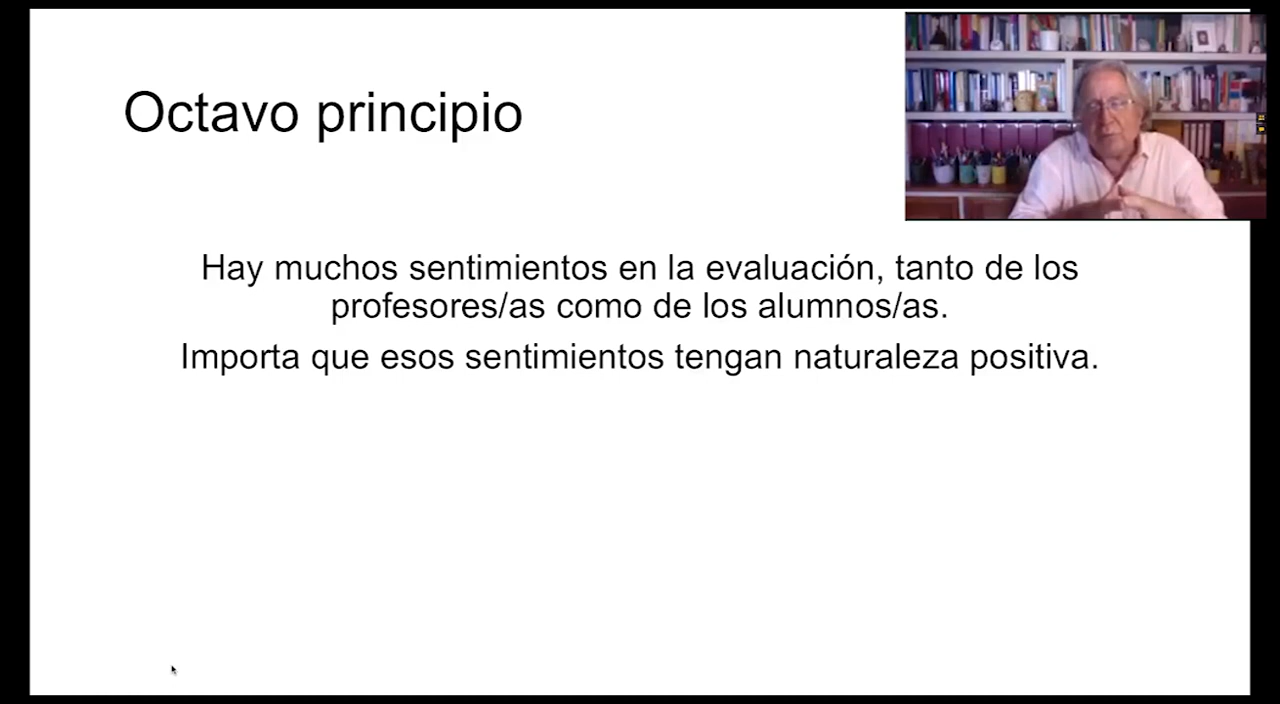 Octavo principio
Hay muchos sentimientos en la evaluación, tanto de los
profesores/as como de los alumnos/as.
Importa que esos sentimientos tengan naturaleza positiva.